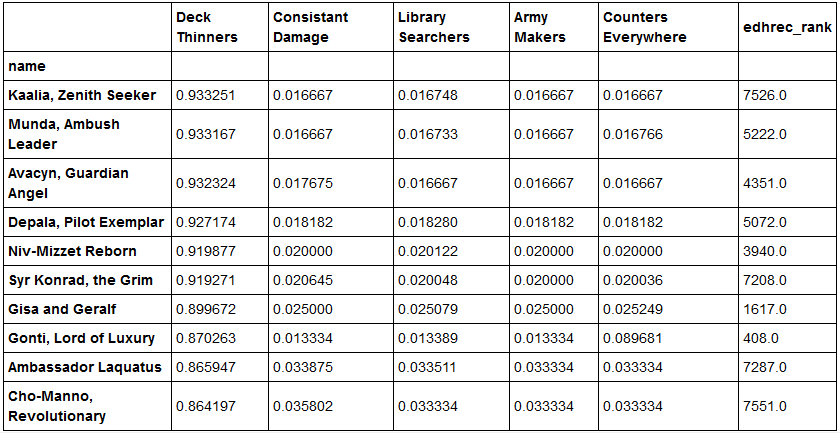 Deck Thinners Consistant Damage Library Searchers Army Makers Counters Everywhere edhrec_rank
name
Kaalia, Zenith Seeker 0.933251 0.016667 0.016748 0.016667 0.016667 7526.0
Munda, Ambush Leader 0.933167 0.016667 0.016733 0.016667 0.016766 5222.0
Avacyn, Guardian Angel 0.932324 0.017675 0.016667 0.016667 0.016667 4351.0
Depala, Pilot Exemplar 0.927174 0.018182 0.018280 0.018182 0.018182 5072.0
Niv-Mizzet Reborn 0.919877 0.020000 0.020122 0.020000 0.020000 3940.0
Syr Konrad, the Grim 0.919271 0.020645 0.020048 0.020000 0.020036 7208.0
Gisa and Geralf 0.899672 0.025000 0.025079 0.025000 0.025249 1617.0
Gonti, Lord of Luxury 0.870263 0.013334 0.013389 0.013334 0.089681 408.0
Ambassador Laquatus 0.865947 0.033875 0.033511 0.033334 0.033334 7287.0
Cho-Manno, Revolutionary 0.864197 0.035802 0.033334 0.033334 0.033334 7551.0